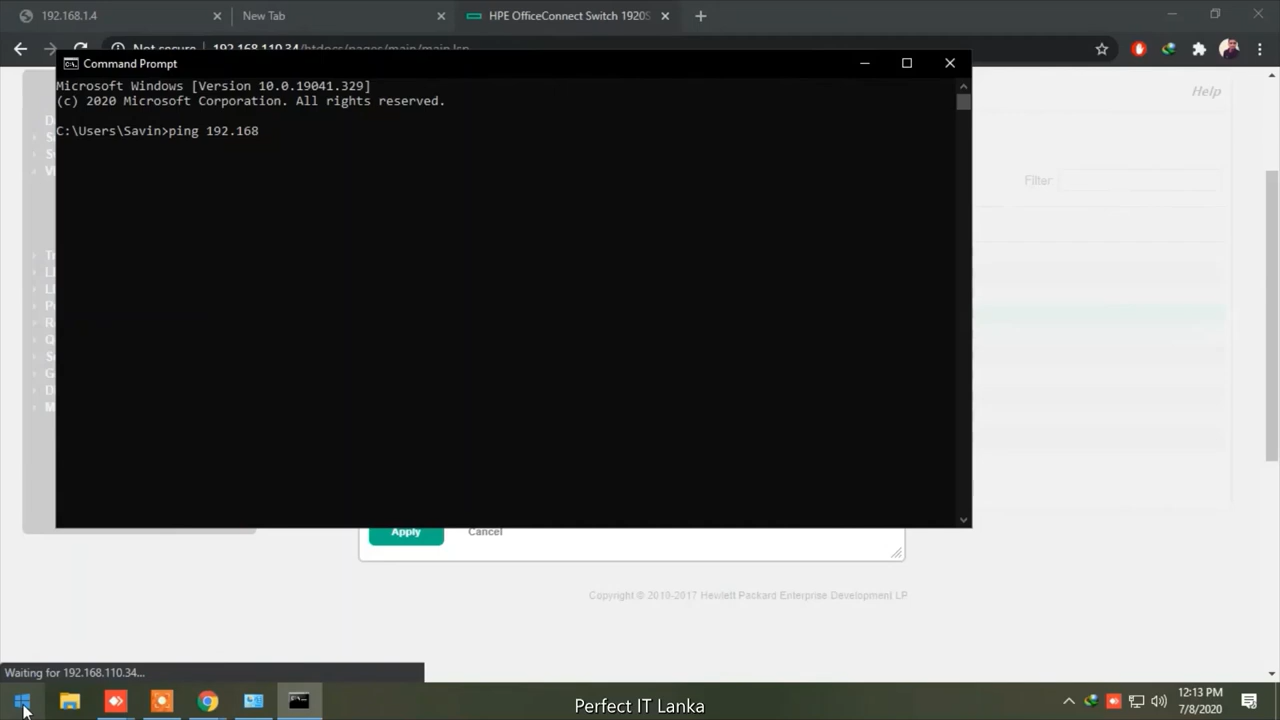 192.168.1.4
New Tab
HPE OfficeConnect Switch 1920S
Not secure 192.168.110.34/htdocs/pages/main/main.lsp
Command Prompt
Microsoft Windows [Version 10.0.19041.329]
(c) 2020 Microsoft Corporation. All rights reserved.
C:\Users\Savin>ping 192.168
Help
Filter:
Apply
Cancel
Copyright © 2010-2017 Hewlett Packard Enterprise Development LP
Waiting for 192.168.110.34...
12:13 PM
7/8/2020
Perfect IT Lanka